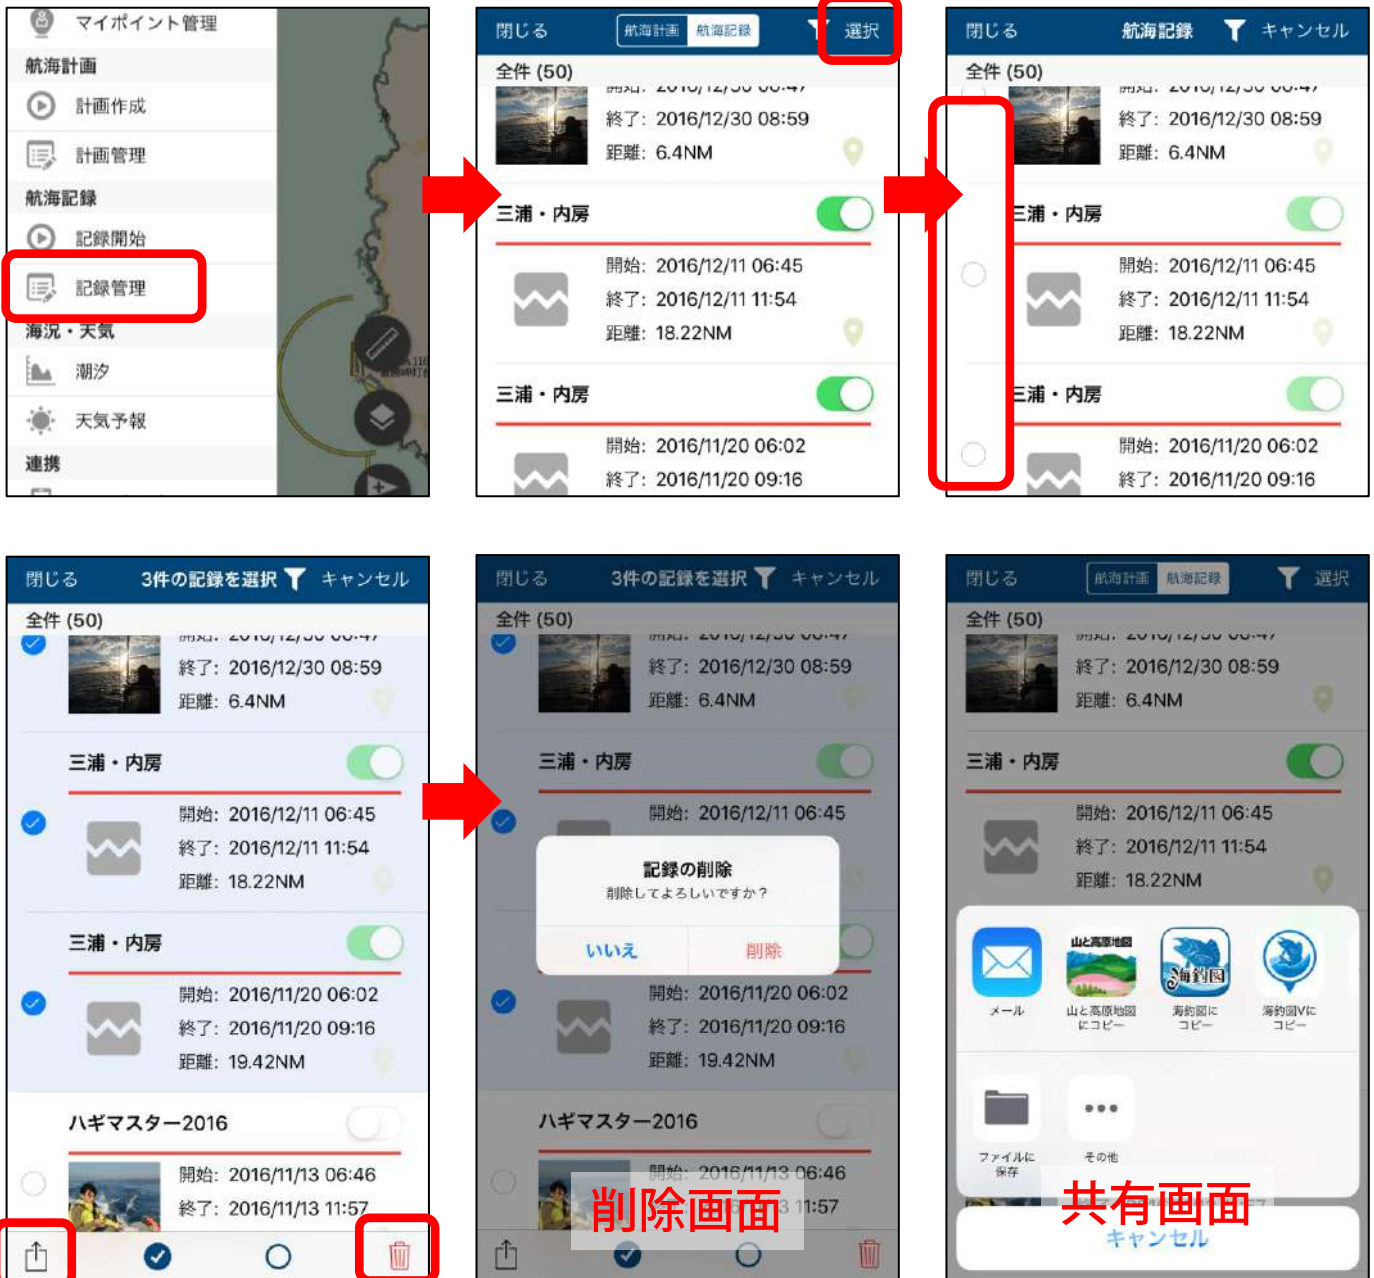 マイポイント管理
航海計画
計画作成
計画管理
航海記録
記録開始
記録管理
海況・天気
潮汐
天気予報
連携
閉じる 航海計画 航海記録 選択
全件 (50)
終了: 2016/12/30 08:59
距離: 6.4NM
三浦・内房
開始: 2016/12/11 06:45
終了: 2016/12/11 11:54
距離: 18.22NM
三浦・内房
開始: 2016/11/20 06:02
終了: 2016/11/20 09:16
閉じる 航海記録 キャンセル
全件 (50)
終了: 2016/12/30 08:59
距離: 6.4NM
三浦・内房
開始: 2016/12/11 06:45
終了: 2016/12/11 11:54
距離: 18.22NM
三浦・内房
開始: 2016/11/20 06:02
終了: 2016/11/20 09:16
閉じる 3件の記録を選択 キャンセル
全件 (50)
終了: 2016/12/30 08:59
距離: 6.4NM
三浦・内房
開始: 2016/12/11 06:45
終了: 2016/12/11 11:54
距離: 18.22NM
三浦・内房
開始: 2016/11/20 06:02
終了: 2016/11/20 09:16
距離: 19.42NM
ハギマスター2016
開始: 2016/11/13 06:46
終了: 2016/11/13 11:57
閉じる 3件の記録を選択 キャンセル
全件 (50)
終了: 2016/12/30 08:59
距離: 6.4NM
三浦・内房
開始: 2016/12/11 06:45
記録の削除
削除してよろしいですか？
いいえ 削除
開始: 2016/11/20 06:02
終了: 2016/11/20 09:16
距離: 19.42NM
ハギマスター2016
開始: 2016/11/13 06:46
3 11:57
削除画面
閉じる 航海計画 航海記録 選択
全件 (50)
終了: 2016/12/30 08:59
距離: 6.4NM
三浦・内房
開始: 2016/12/11 06:45
終了: 2016/12/11 11:54
距離: 18.22NM
山と高原地図
海釣図
メール
山と高原地図にコピー
海釣図にコピー
海釣図Vにコピー
ファイルに保存
その他
共有画面
キャンセル